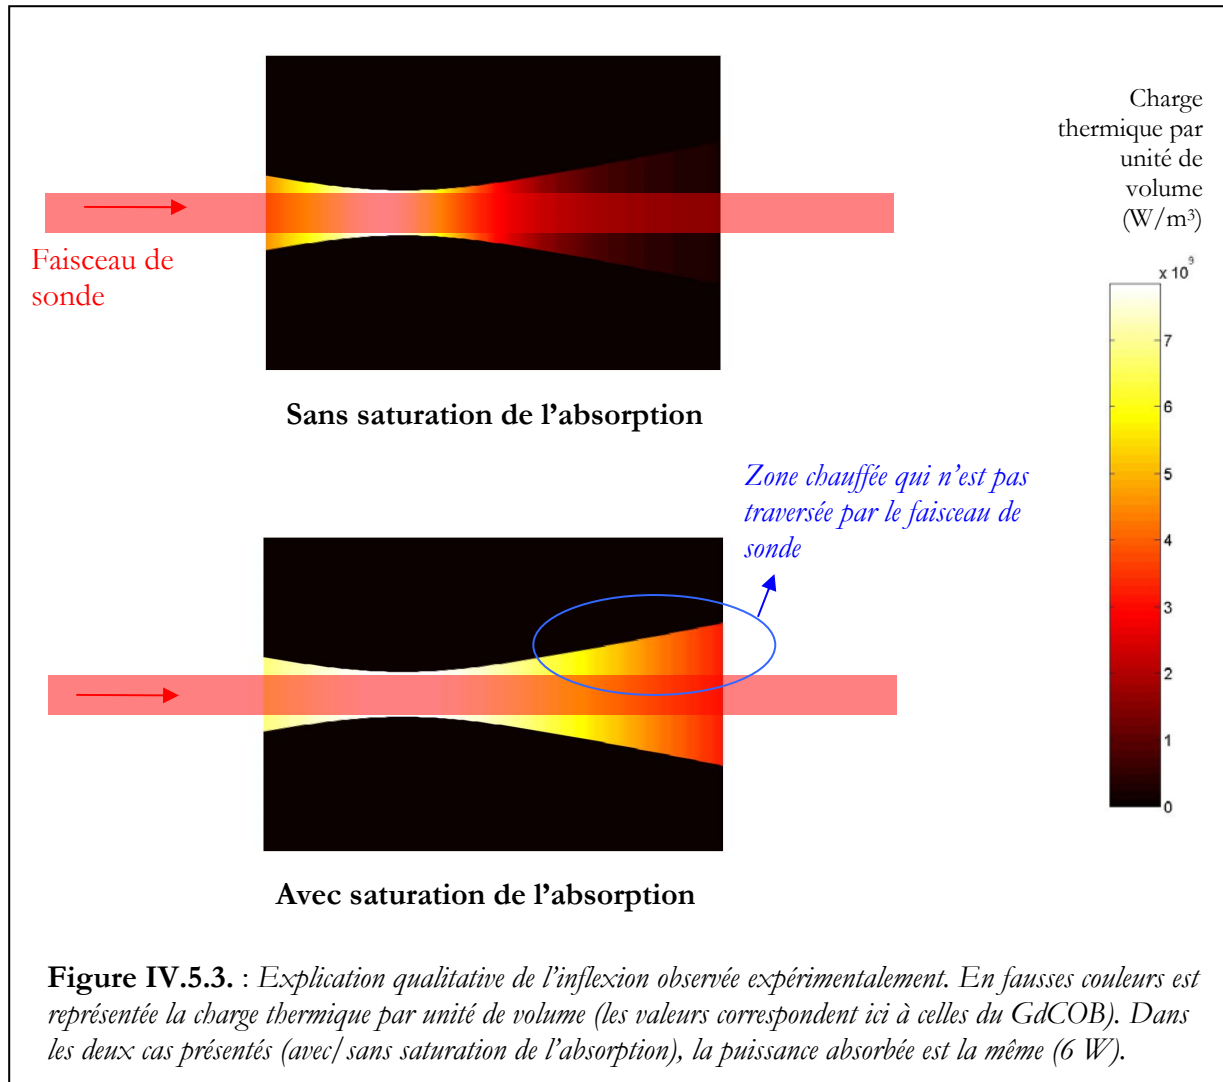 Charge
thermique par
unité de
volume
(W/m³)
x 10⁹
7
6
5
4
3
2
1
0
Faisceau de
sonde
Sans saturation de l'absorption
Zone chauffée qui n'est pas
traversée par le faisceau de
sonde
Avec saturation de l'absorption
Figure IV.5.3. : Explication qualitative de l'inflexion observée expérimentalement. En fausses couleurs est
représentée la charge thermique par unité de volume (les valeurs correspondent ici à celles du GdCOB). Dans
les deux cas présentés (avec/sans saturation de l'absorption), la puissance absorbée est la même (6 W).